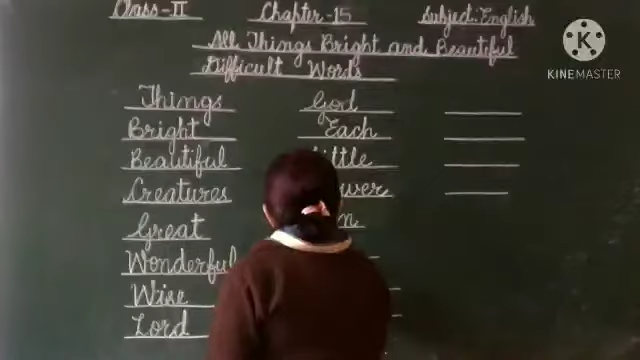 Class-II Chapter-15 Subject:English
All Things Bright and Beautiful
Difficult Words
Things God
Bright Each
Beautiful Little
Creatures
Great
Wonderful
Wise
Lord
K
KINEMASTER